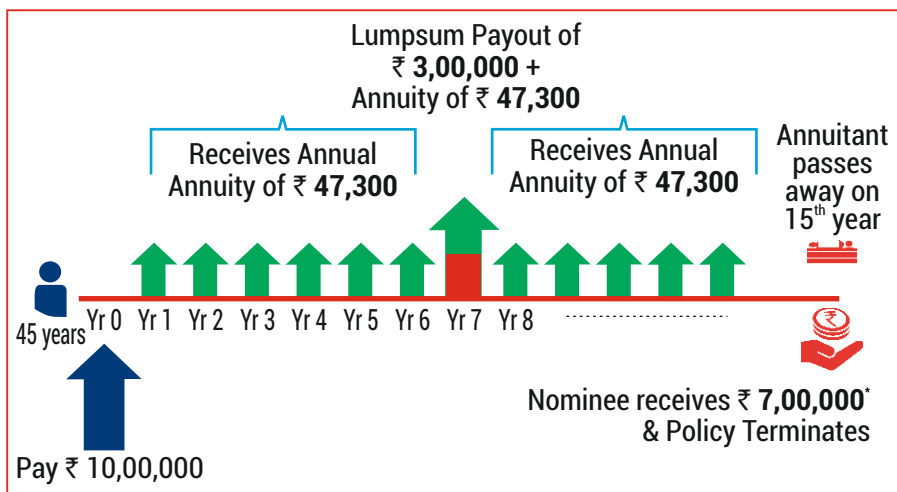 Lumpsum Payout of
₹ 3,00,000 +
Annuity of ₹ 47,300
Receives Annual
Annuity of ₹ 47,300
Receives Annual
Annuity of ₹ 47,300
Annuitant
passes
away on
15th year
45 years
Yr 0 Yr 1 Yr 2 Yr 3 Yr 4 Yr 5 Yr 6 Yr 7 Yr 8
₹
Pay ₹ 10,00,000
Nominee receives ₹ 7,00,000*
& Policy Terminates